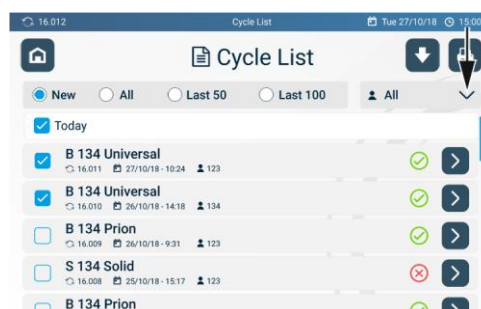 16.012 Cycle List Tue 27/10/18 15:00
Cycle List
New All Last 50 Last 100 All
Today
B 134 Universal
16.011 27/10/18 - 10:24 123
B 134 Universal
16.010 26/10/18 - 14:18 134
B 134 Prion
16.009 26/10/18 - 9:31 123
S 134 Solid
16.008 25/10/18 - 15:17 123
B 134 Prion